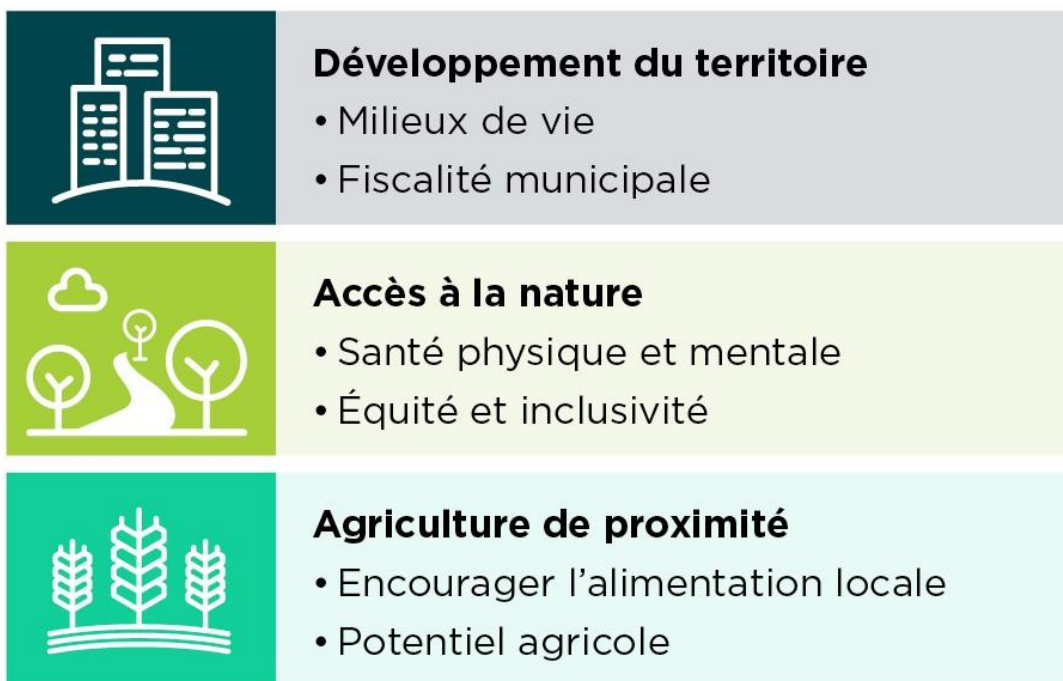 Développement du territoire
• Milieux de vie
• Fiscalité municipale
Accès à la nature
• Santé physique et mentale
• Équité et inclusivité
Agriculture de proximité
• Encourager l’alimentation locale
• Potentiel agricole